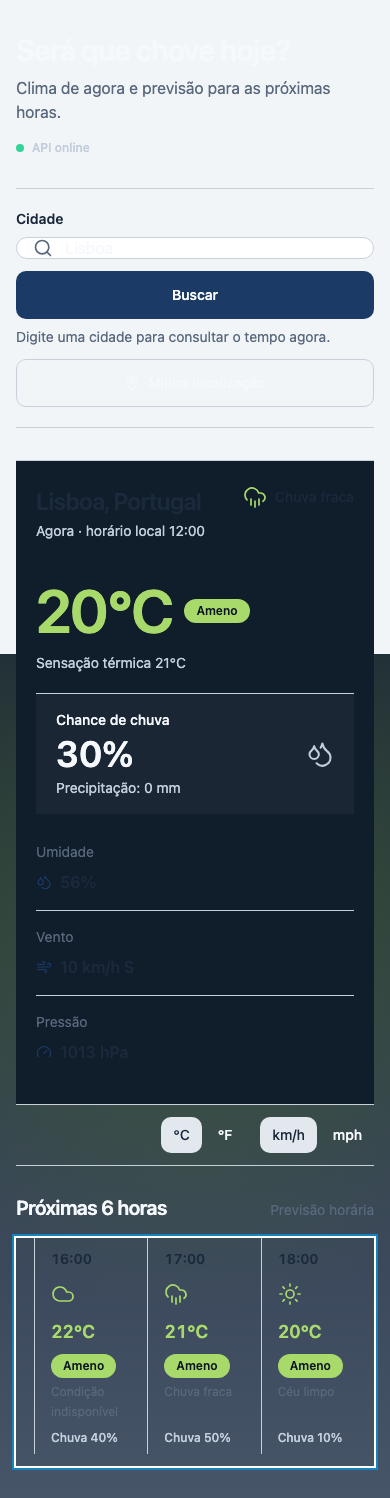 Será que chove hoje?
Clima de agora e previsão para as próximas
horas.
API online
Cidade
Lisboa
Buscar
Digite uma cidade para consultar o tempo agora.
Minha localização
Lisboa, Portugal
Chuva fraca
Agora · horário local 12:00
20°C Ameno
Sensação térmica 21°C
Chance de chuva
30%
Precipitação: 0 mm
Umidade
56%
Vento
10 km/h S
Pressão
1013 hPa
°C °F km/h mph
Próximas 6 horas Previsão horária
16:00 17:00 18:00
22°C 21°C 20°C
Ameno Ameno Ameno
Condição Chuva fraca Céu limpo
indisponível
Chuva 40% Chuva 50% Chuva 10%